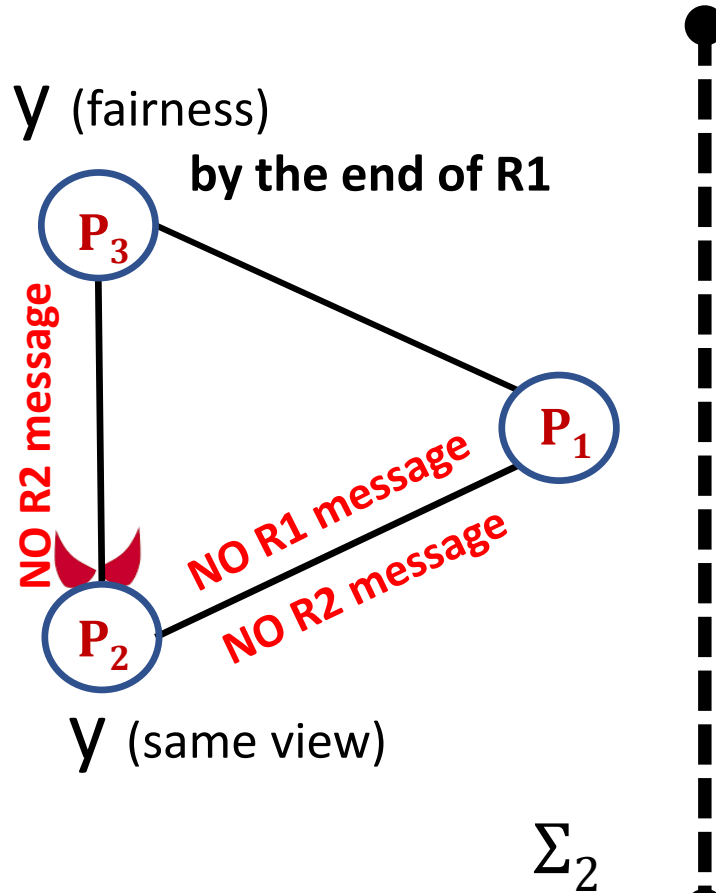 y (fairness)
by the end of R1
P₃
NO R2 message
P₁
NO R1 message
NO R2 message
P₂
y (same view)
Σ₂